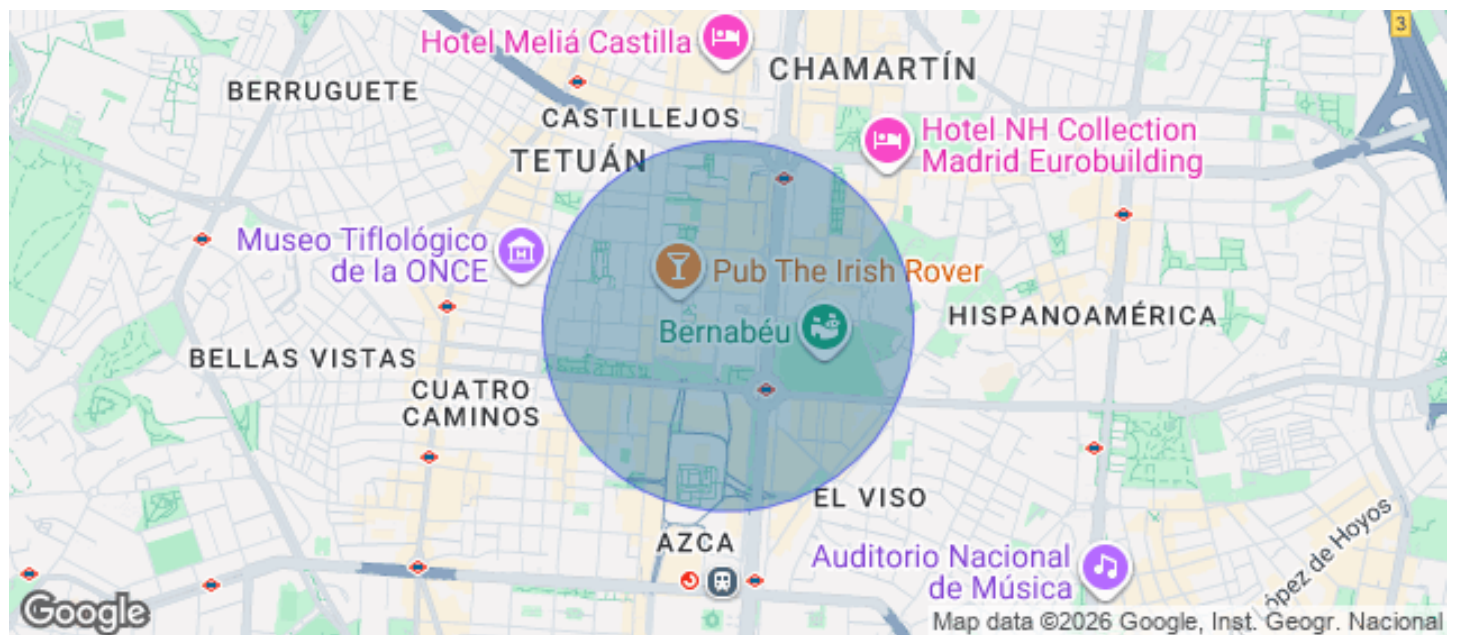 Hotel Meliá Castilla
3
CHAMARTÍN
BERRUGUETE
CASTILLEJOS
Hotel NH Collection
Madrid Eurobuilding
TETUÁN
Museo Tiflológico
de la ONCE
Pub The Irish Rover
Bernabéu
HISPANOAMÉRICA
BELLAS VISTAS
CUATRO
CAMINOS
EL VISO
AZCA
Auditorio Nacional
de Música
ópez de Hoyos
Google
Map data ©2026 Google, Inst. Geogr. Nacional